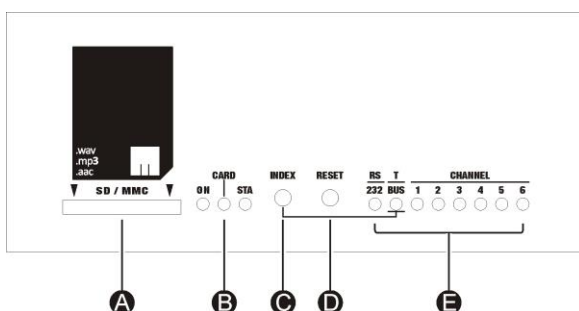 .wav
.mp3
.aac
SD / MMC
CARD
ON STA
INDEX
RESET
RS T
232 BUS
CHANNEL
1 2 3 4 5 6
A B C D E